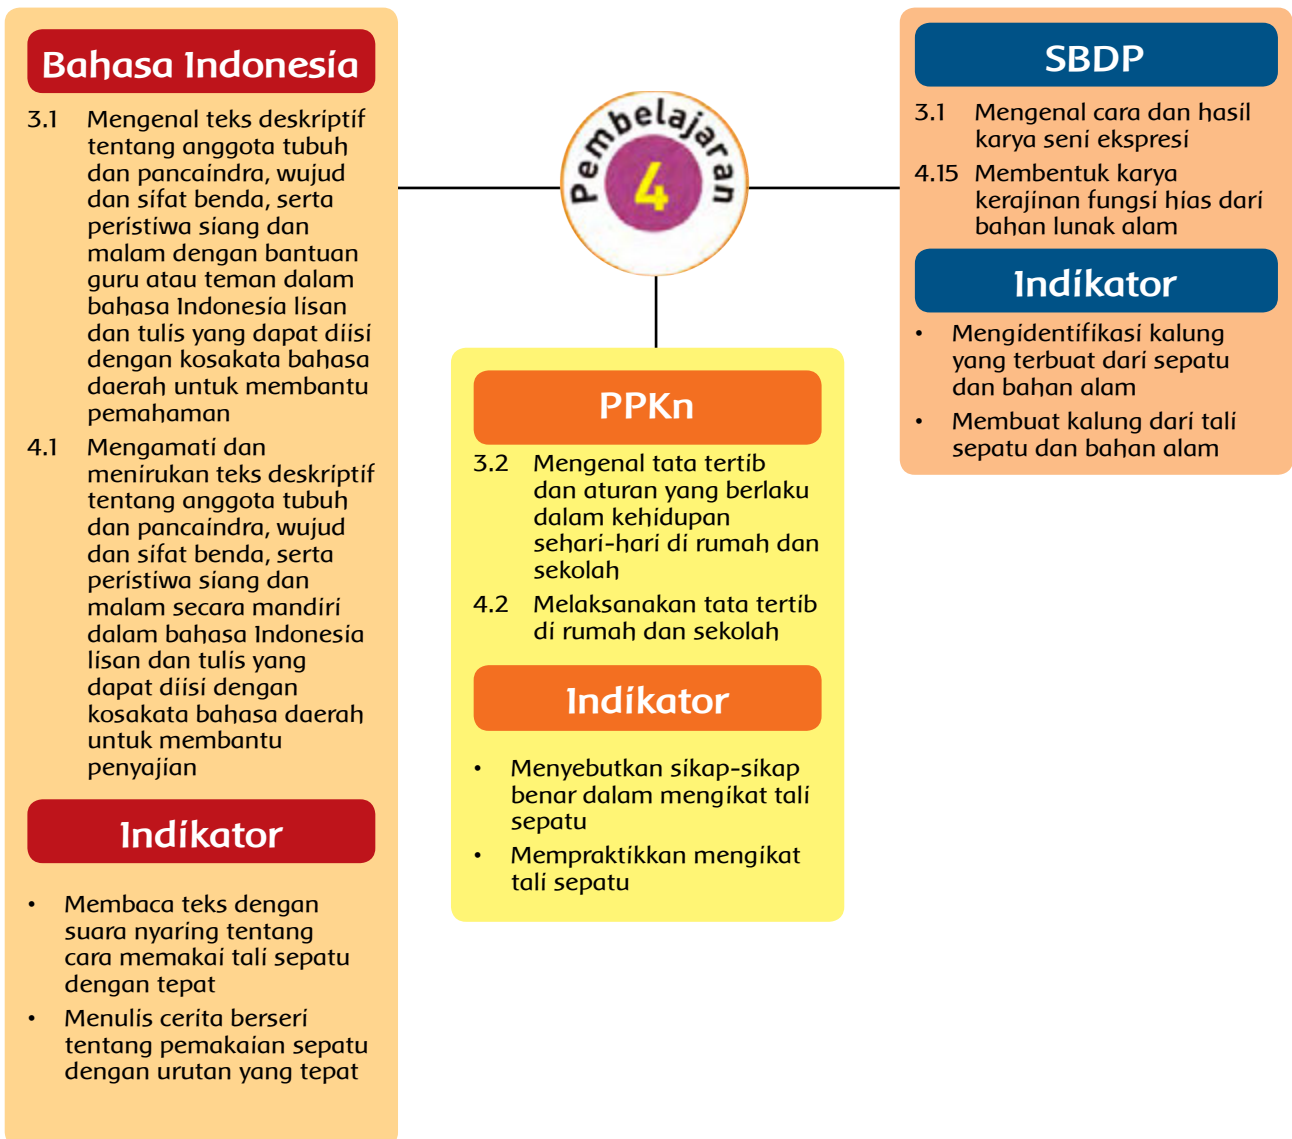 Bahasa Indonesia
3.1 Mengenal teks deskriptif
tentang anggota tubuh
dan pancaindra, wujud
dan sifat benda, serta
peristiwa siang dan
malam dengan bantuan
guru atau teman dalam
bahasa Indonesia lisan
dan tulis yang dapat diisi
dengan kosakata bahasa
daerah untuk membantu
pemahaman
4.1 Mengamati dan
menirukan teks deskriptif
tentang anggota tubuh
dan pancaindra, wujud
dan sifat benda, serta
peristiwa siang dan
malam secara mandiri
dalam bahasa Indonesia
lisan dan tulis yang
dapat diisi dengan
kosakata bahasa daerah
untuk membantu
penyajian
Indikator
• Membaca teks dengan
suara nyaring tentang
cara memakai tali sepatu
dengan tepat
• Menulis cerita berseri
tentang pemakaian sepatu
dengan urutan yang tepat
Pembelajaran
4
PPKn
3.2 Mengenal tata tertib
dan aturan yang berlaku
dalam kehidupan
sehari-hari di rumah dan
sekolah
4.2 Melaksanakan tata tertib
di rumah dan sekolah
Indikator
• Menyebutkan sikap-sikap
benar dalam mengikat tali
sepatu
• Mempraktikkan mengikat
tali sepatu
SBDP
3.1 Mengenal cara dan hasil
karya seni ekspresi
4.15 Membentuk karya
kerajinan fungsi hias dari
bahan lunak alam
Indikator
• Mengidentifikasi kalung
yang terbuat dari sepatu
dan bahan alam
• Membuat kalung dari tali
sepatu dan bahan alam